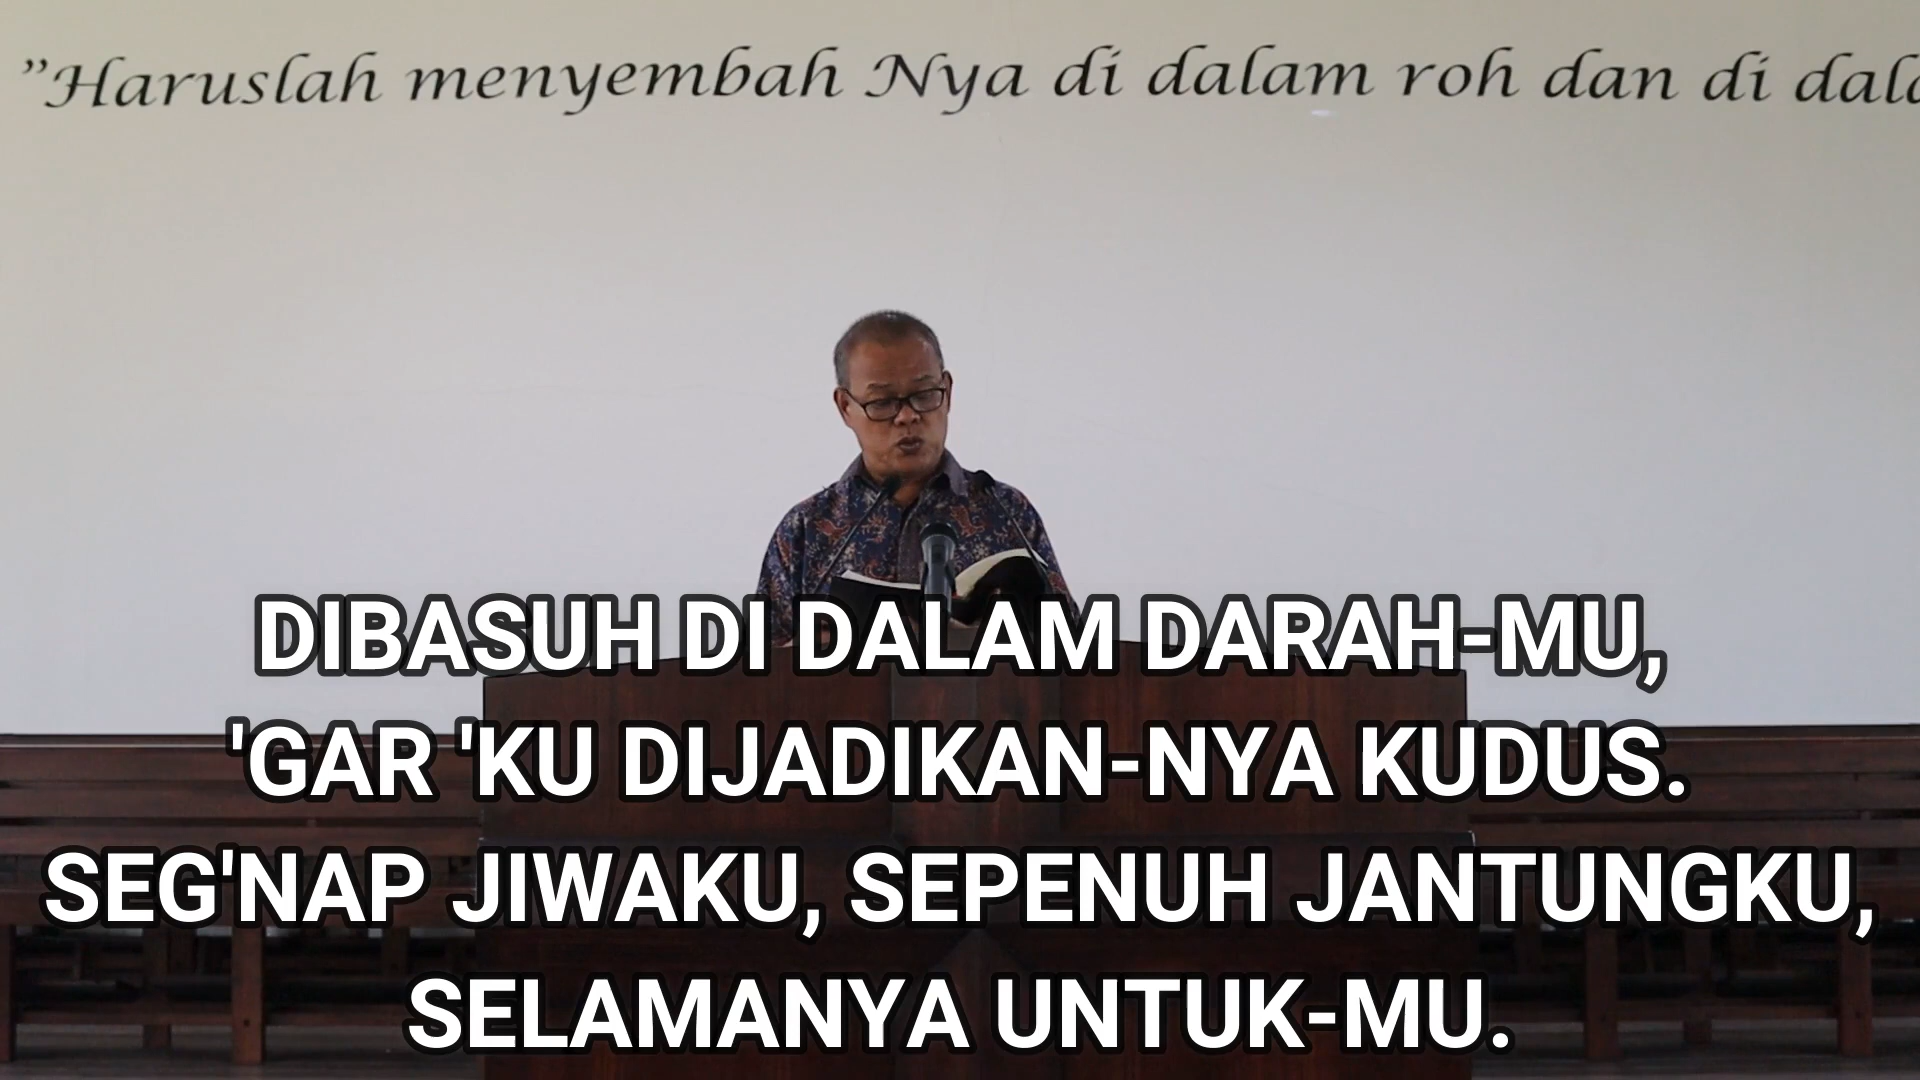 "Haruslah menyembah Nya di dalam roh dan di
DIBASUH DI DALAM DARAH-MU,
'GAR 'KU DIJADIKAN-NYA KUDUS.
SEG'NAP JIWAKU, SEPENUH JANTUNGKU,
SELAMANYA UNTUK-MU.